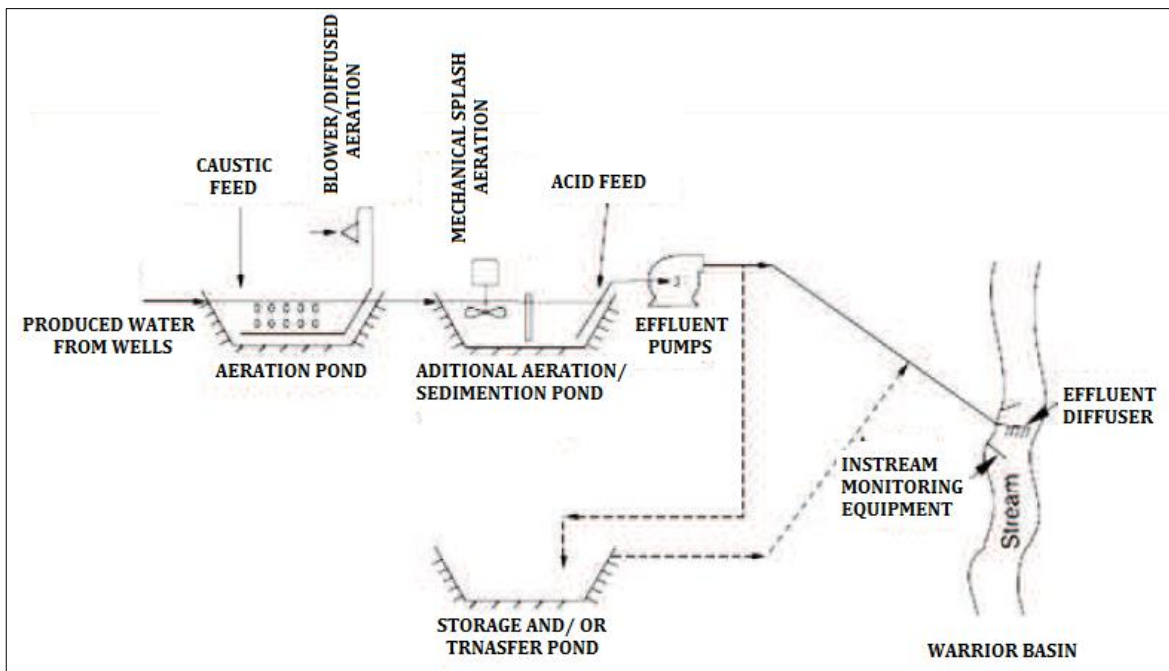 CAUSTIC
FEED
BLOWER/DIFFUSED
AERATION
MECHANICAL SPLASH
AERATION
ACID FEED
PRODUCED WATER
FROM WELLS
AERATION POND
ADITIONAL AERATION/
SEDIMENTION POND
EFFLUENT
PUMPS
EFFLUENT
DIFFUSER
INSTREAM
MONITORING
EQUIPMENT
Stream
STORAGE AND/ OR
TRNASFER POND
WARRIOR BASIN